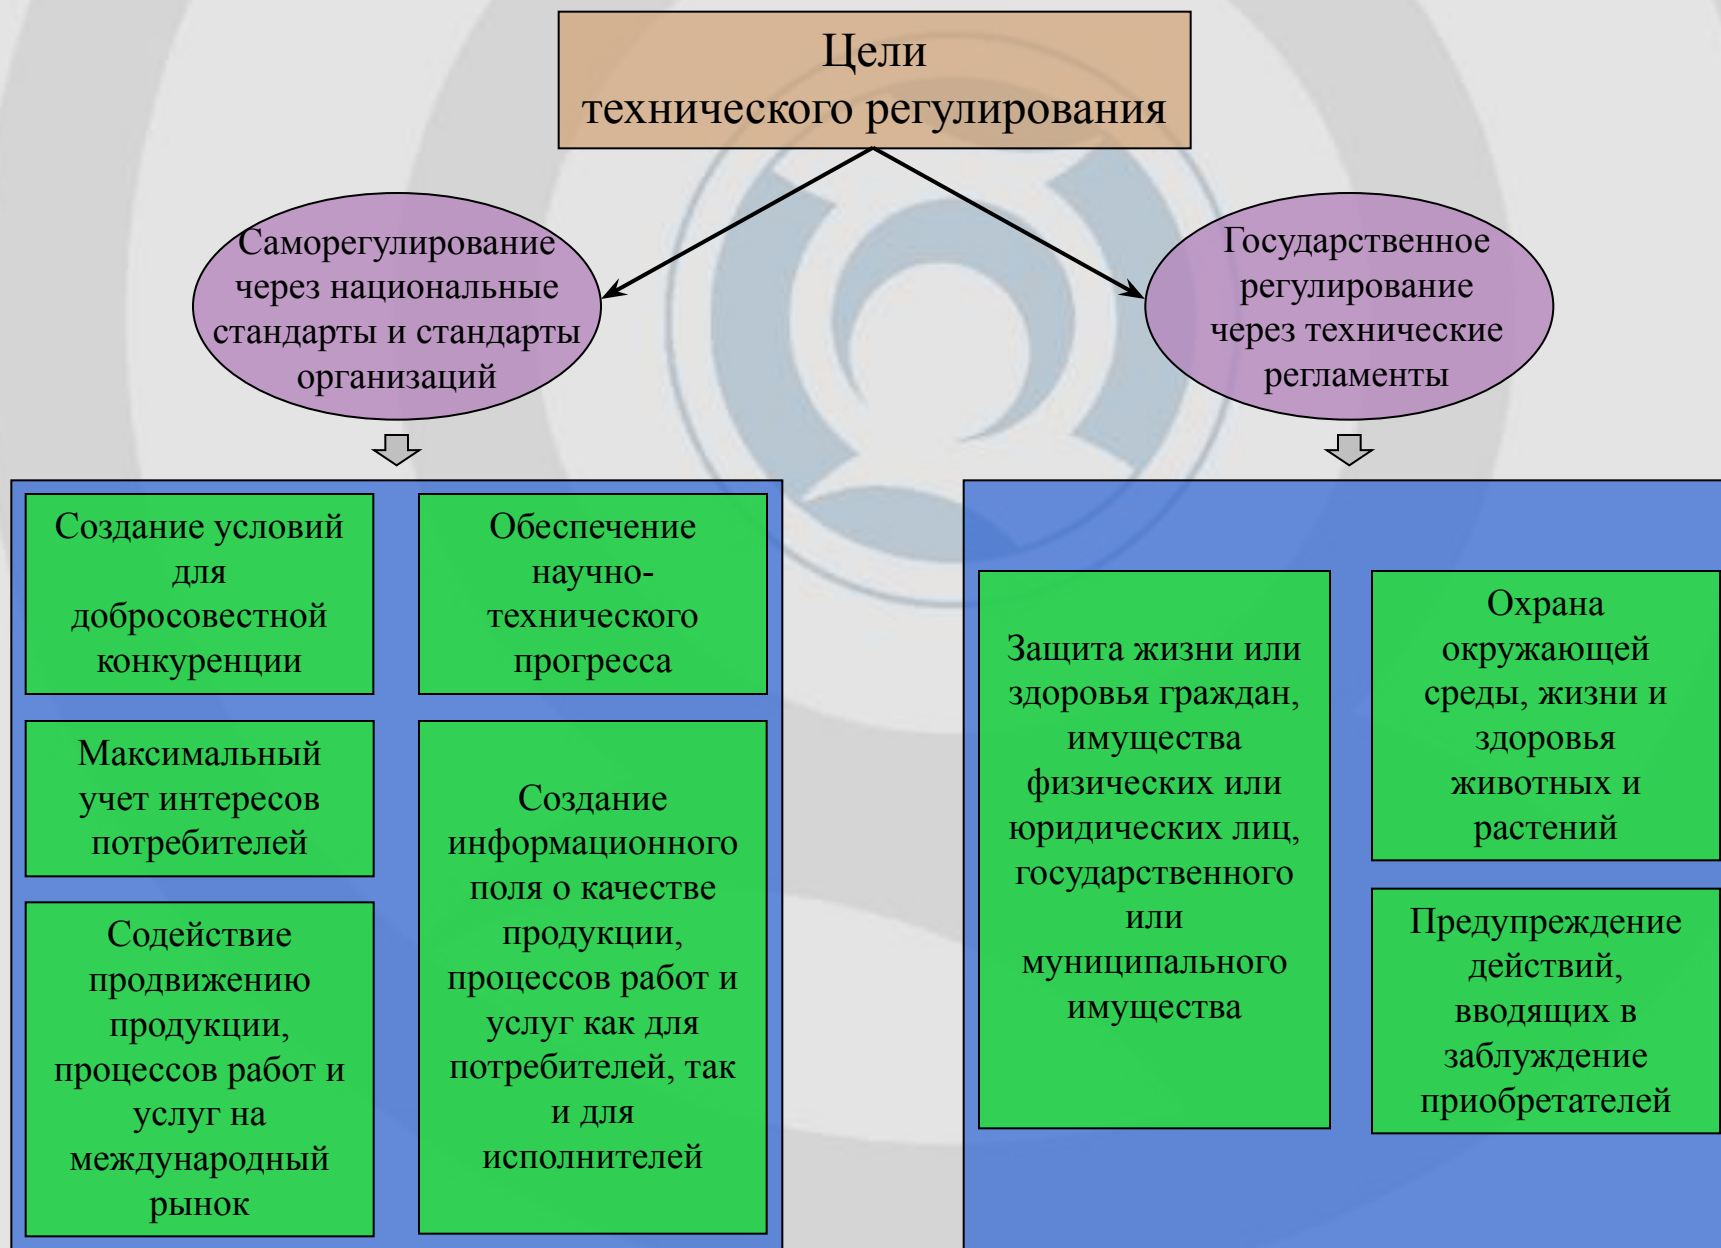 Цели
технического регулирования
Саморегулирование
через национальные
стандарты и стандарты
организаций
Государственное
регулирование
через технические
регламенты
Создание условий
для
добросовестной
конкуренции
Обеспечение
научно-
технического
прогресса
Максимальный
учет интересов
потребителей
Создание
информационного
поля о качестве
продукции,
процессов работ и
услуг как для
потребителей, так
и для
исполнителей
Содействие
продвижению
продукции,
процессов работ и
услуг на
международный
рынок
Защита жизни или
здоровья граждан,
имущества
физических или
юридических лиц,
государственного
или
муниципального
имущества
Охрана
окружающей
среды, жизни и
здоровья
животных и
растений
Предупреждение
действий,
вводящих в
заблуждение
приобретателей